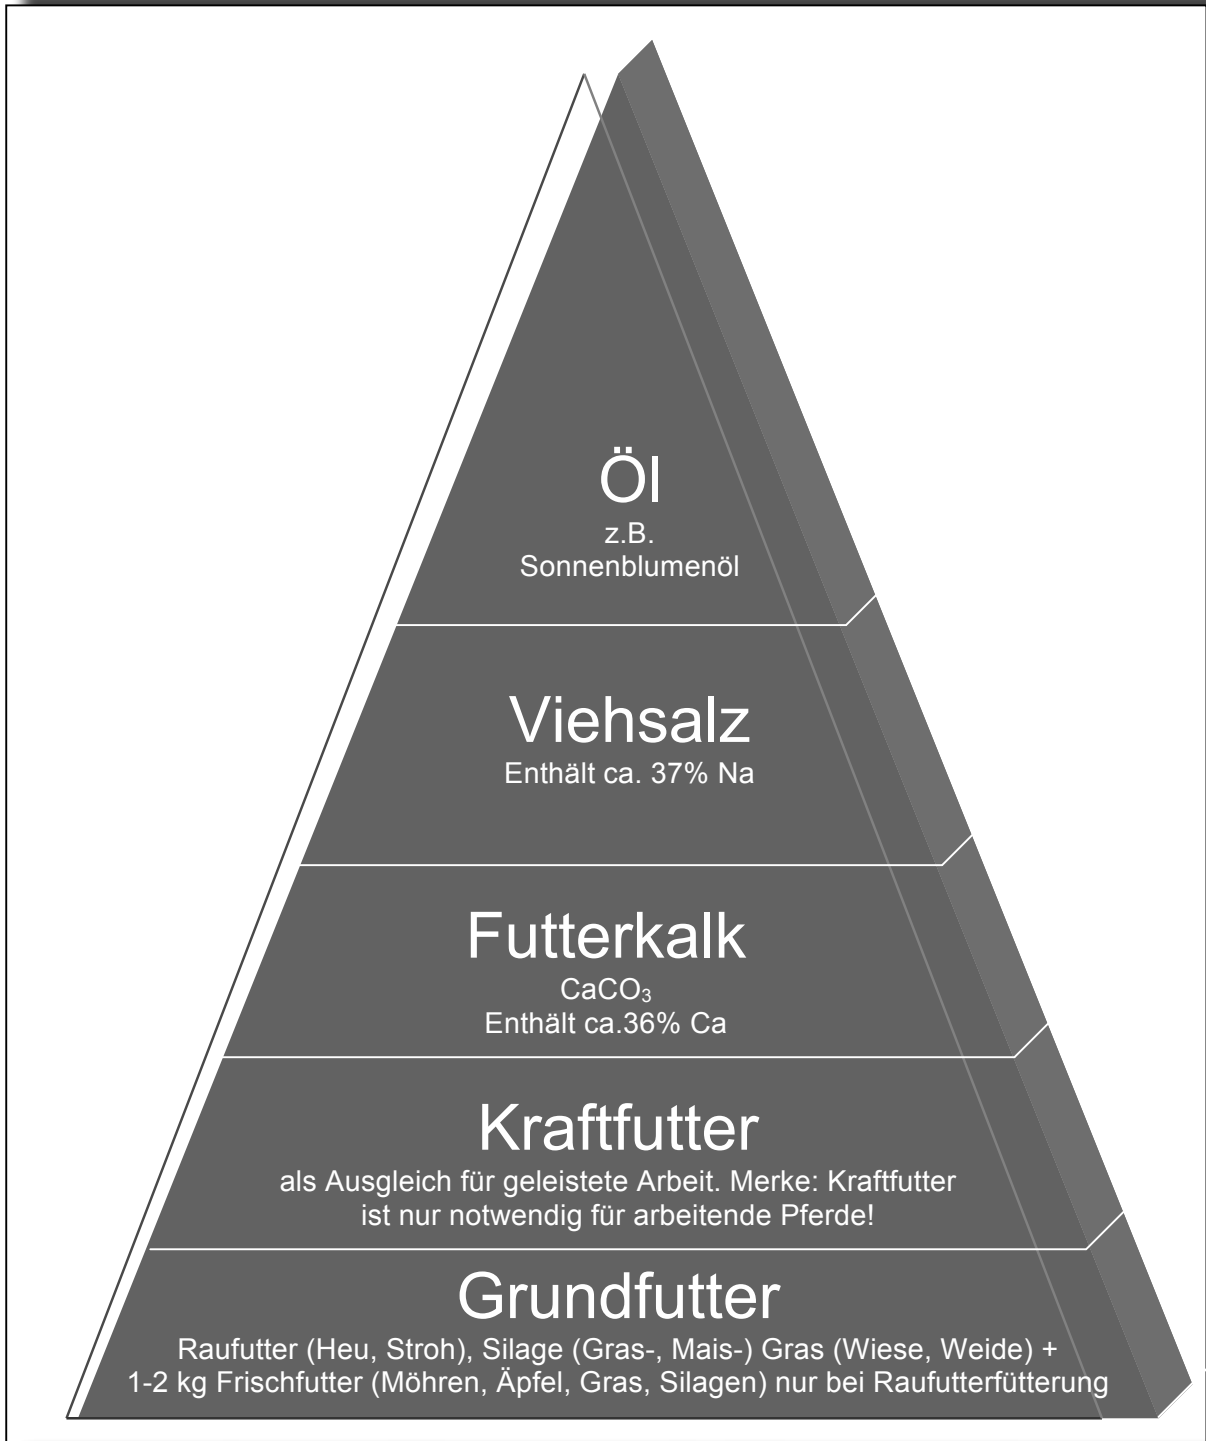 Öl
z.B.
Sonnenblumenöl
Viehsalz
Enthält ca. 37% Na
Futterkalk
CaCO₃
Enthält ca.36% Ca
Kraftfutter
als Ausgleich für geleistete Arbeit. Merke: Kraftfutter
ist nur notwendig für arbeitende Pferde!
Grundfutter
Raufutter (Heu, Stroh), Silage (Gras-, Mais-) Gras (Wiese, Weide) +
1-2 kg Frischfutter (Möhren, Äpfel, Gras, Silagen) nur bei Raufutterfütterung